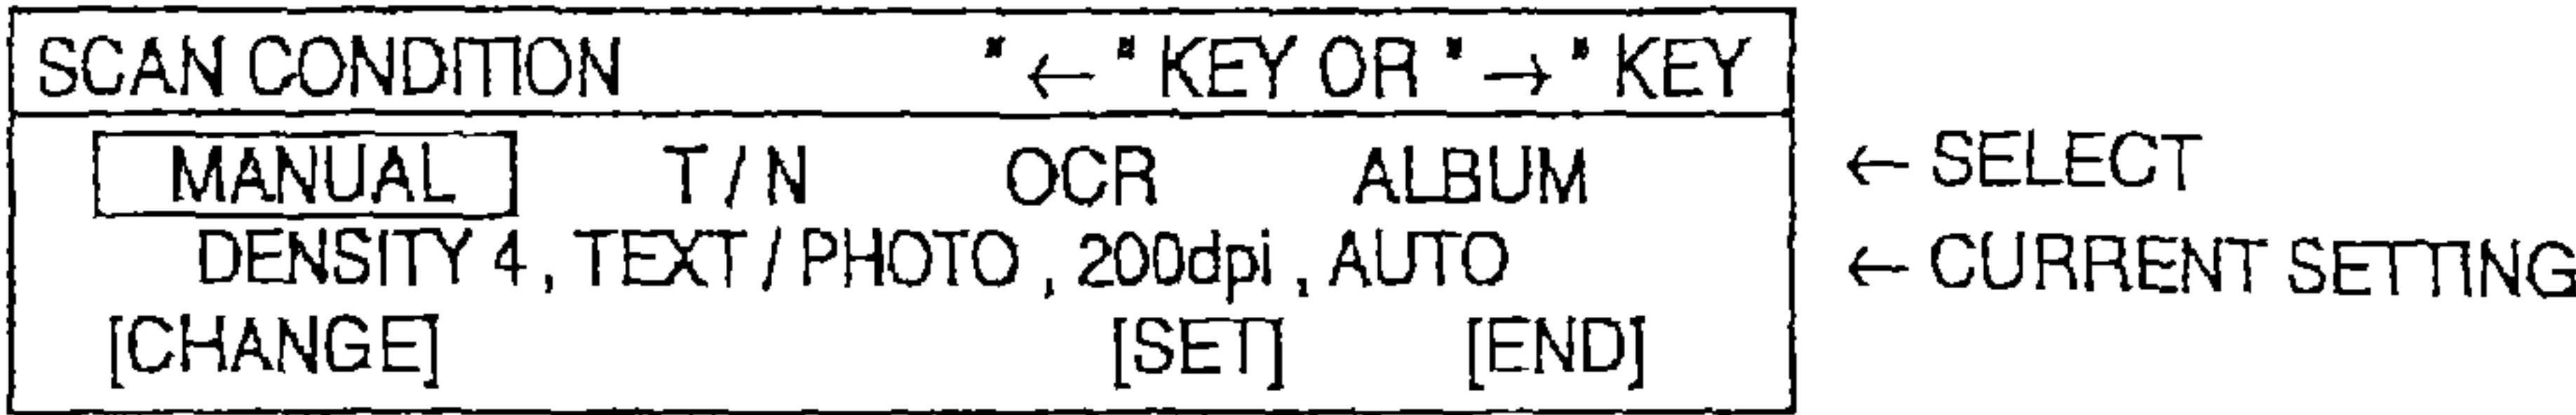 SCAN CONDITION "←" KEY OR "→" KEY
MANUAL T / N OCR ALBUM ← SELECT
DENSITY 4 , TEXT / PHOTO , 200dpi , AUTO ← CURRENT SETTING
[CHANGE] [SET] [END]